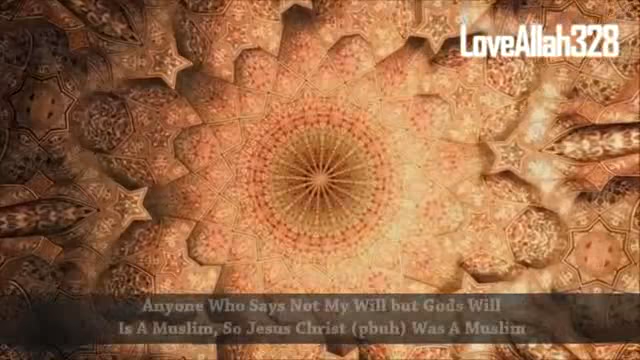 LoveAllah328
Anyone Who Says Not My Will but Gods Will
Is A Muslim, So Jesus Christ (pbuh) Was A Muslim